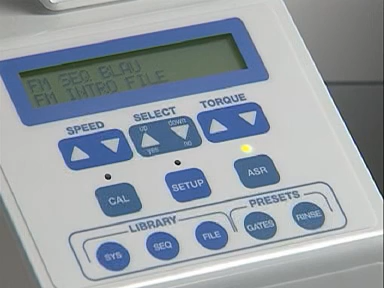 FM SEQ BLAU
FM INTRO FILE
SPEED SELECT TORQUE
up down
yes no
CAL SETUP ASR
LIBRARY PRESETS
SYS SEQ FILE GATES RINSE